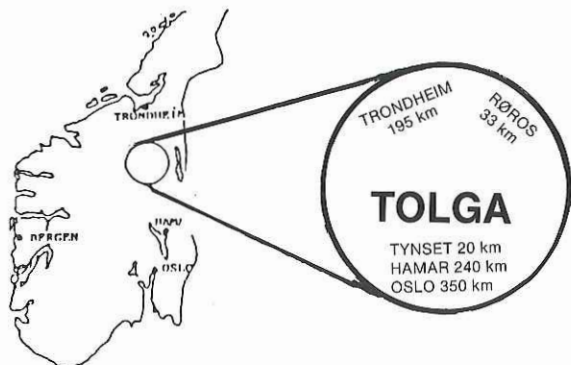 TRONDHEIM
BERGEN
OSLO
TRONDHEIM
195 km
RØROS
33 km
TOLGA
TYNSET 20 km
HAMAR 240 km
OSLO 350 km